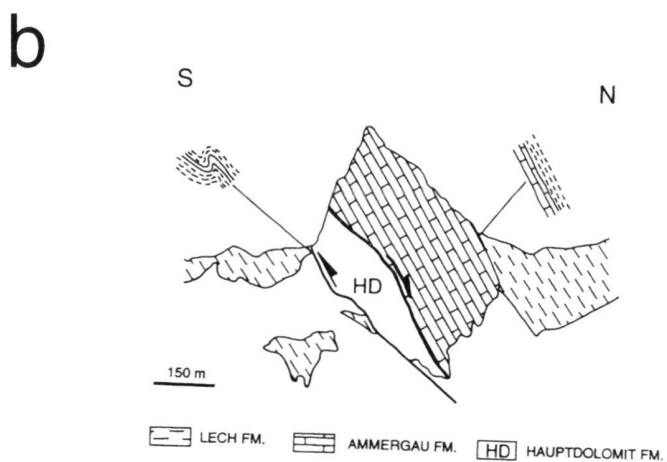 b
S
N
HD
150 m
LECH FM.
AMMERGAU FM.
HD HAUPTDOLOMIT FM.